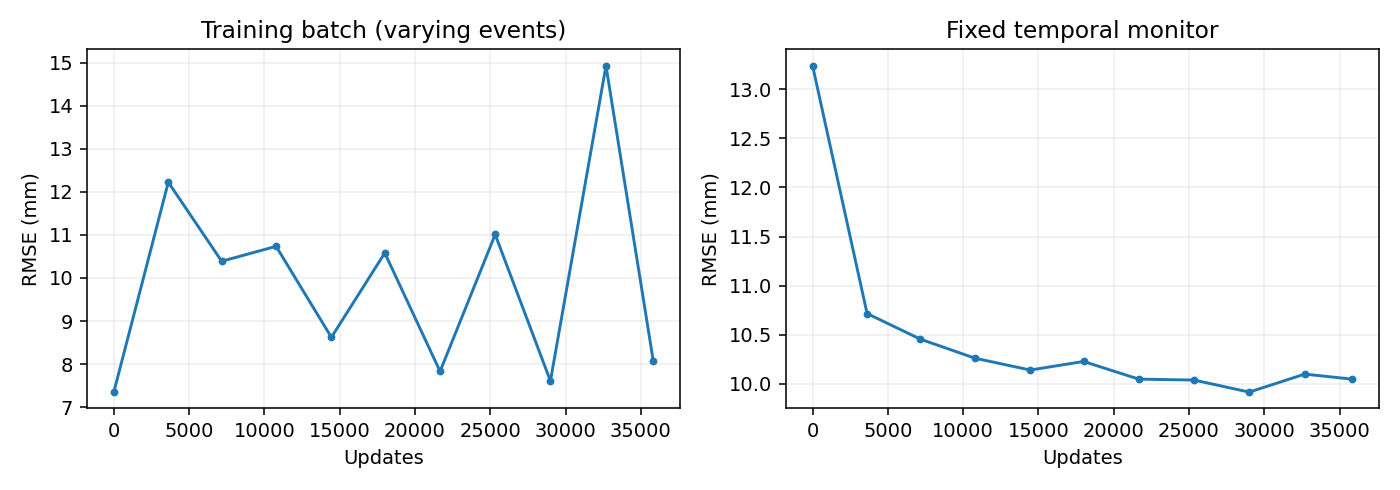 Training batch (varying events)
RMSE (mm)
15
14
13
12
11
10
9
8
7
0 5000 10000 15000 20000 25000 30000 35000
Updates
Fixed temporal monitor
RMSE (mm)
13.0
12.5
12.0
11.5
11.0
10.5
10.0
0 5000 10000 15000 20000 25000 30000 35000
Updates